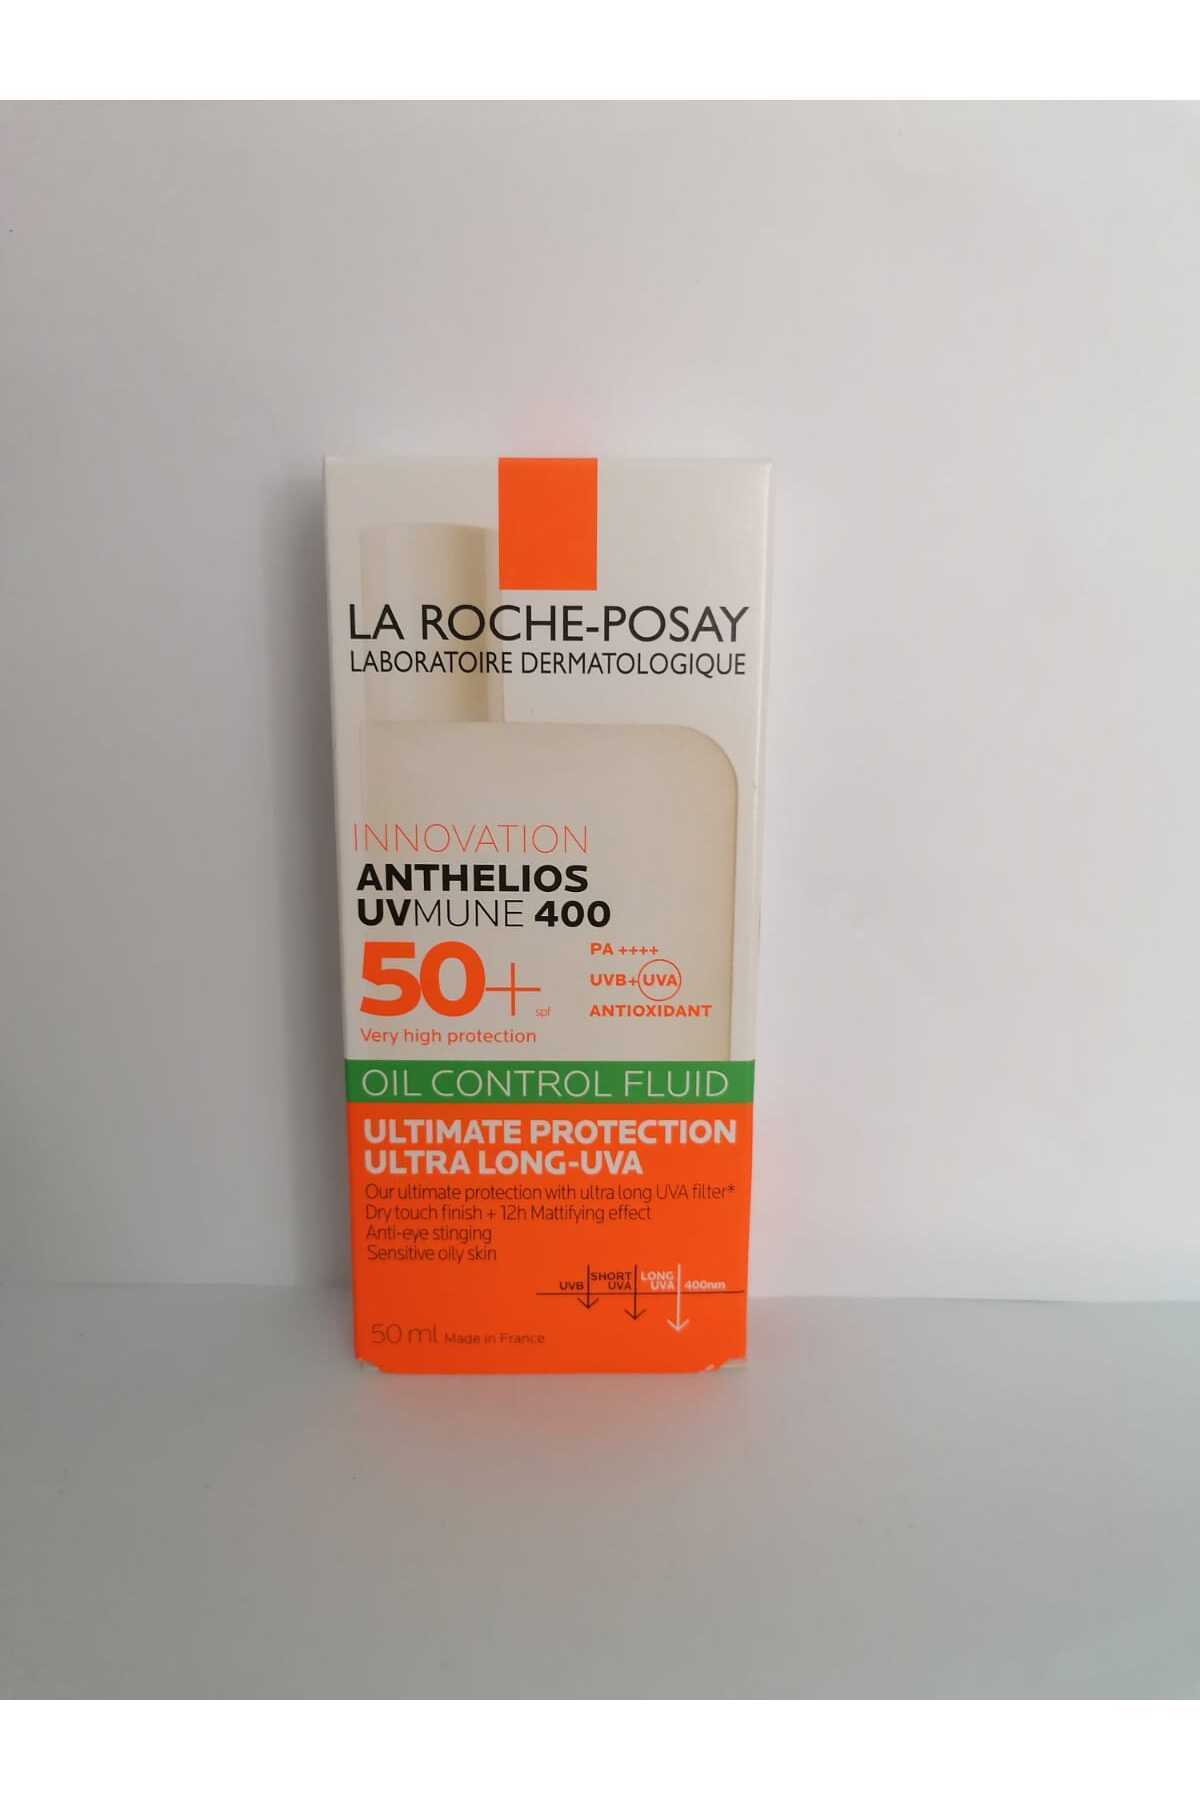 LA ROCHE-POSAY
LABORATOIRE DERMATOLOGIQUE
INNOVATION
ANTHELIOS
UVMUNE 400
50+ spf
PA ++++
UVB+UVA
ANTIOXIDANT
Very high protection
OIL CONTROL FLUID
ULTIMATE PROTECTION
ULTRA LONG-UVA
Our ultimate protection with ultra long UVA filter*
Dry touch finish + 12h Mattifying effect
Anti-eye stinging
Sensitive oily skin
UVB SHORT UVA LONG UVA 400nm
50 ml Made in France